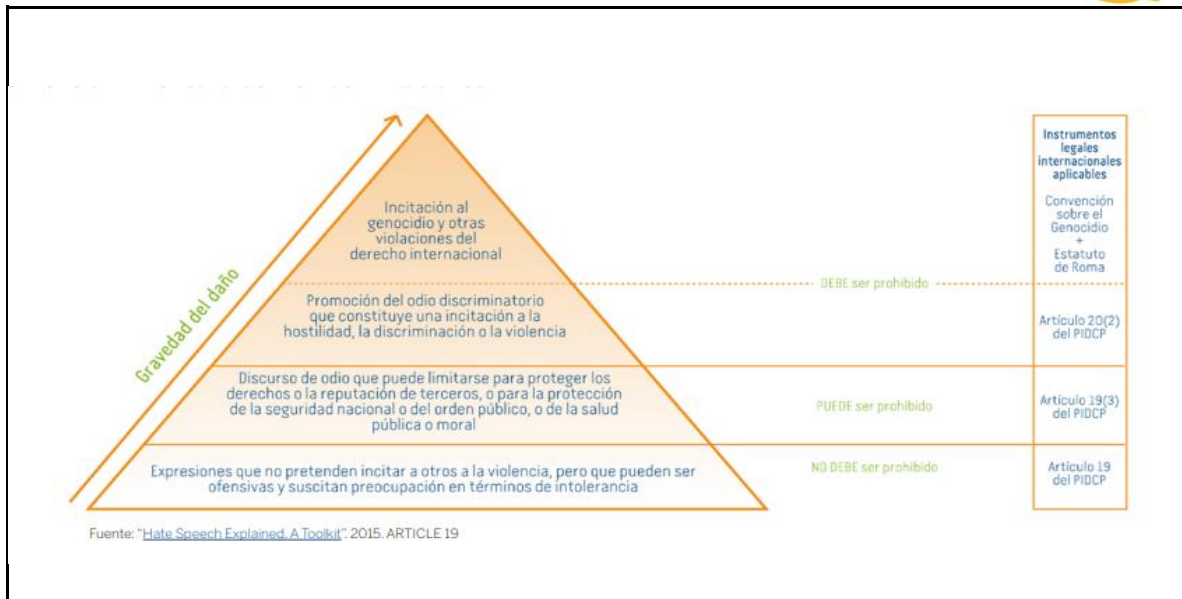 Instrumentos
legales
internacionales
aplicables
Convención
sobre el
Genocidio
+
Estatuto
de Roma
Incitación al
genocidio y otras
violaciones del
derecho internacional
Gravedad del daño
DEBE ser prohibido
Promoción del odio discriminatorio
que constituye una incitación a la
hostilidad, la discriminación o la violencia
Artículo 20(2)
del PIDCP
Discurso de odio que puede limitarse para proteger los
derechos o la reputación de terceros, o para la protección
de la seguridad nacional o del orden público, o de la salud
pública o moral
PUEDE ser prohibido
Artículo 19(3)
del PIDCP
Expresiones que no pretenden incitar a otros a la violencia, pero que pueden ser
ofensivas y suscitan preocupación en términos de intolerancia
NO DEBE ser prohibido
Artículo 19
del PIDCP
Fuente: "Hate Speech Explained. A Toolkit". 2015. ARTICLE 19